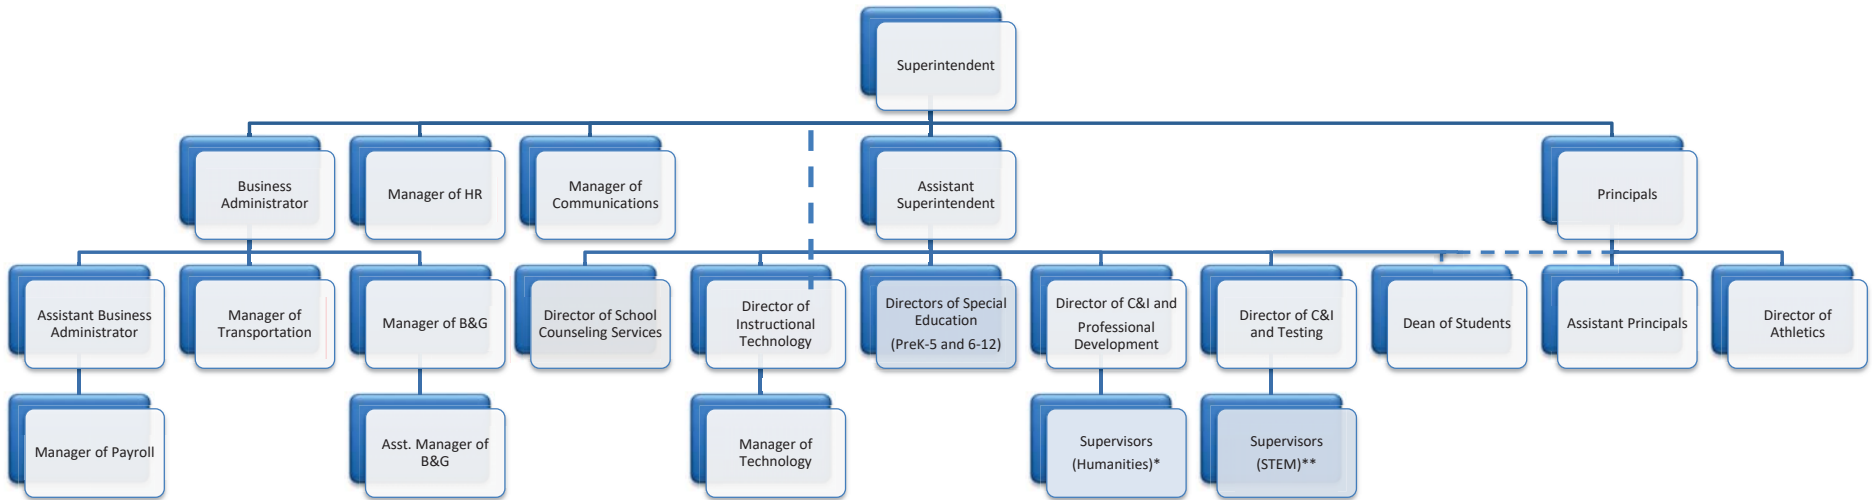 Superintendent
Business
Administrator
Manager of HR
Manager of
Communications
Assistant
Superintendent
Principals
Assistant Business
Administrator
Manager of
Transportation
Manager of B&G
Director of School
Counseling Services
Director of
Instructional
Technology
Directors of Special
Education
(PreK-5 and 6-12)
Director of C&I and
Professional
Development
Director of C&I
and Testing
Dean of Students
Assistant Principals
Director of
Athletics
Manager of Payroll
Asst. Manager of
B&G
Manager of
Technology
Supervisors
(Humanities)*
Supervisors
(STEM)**